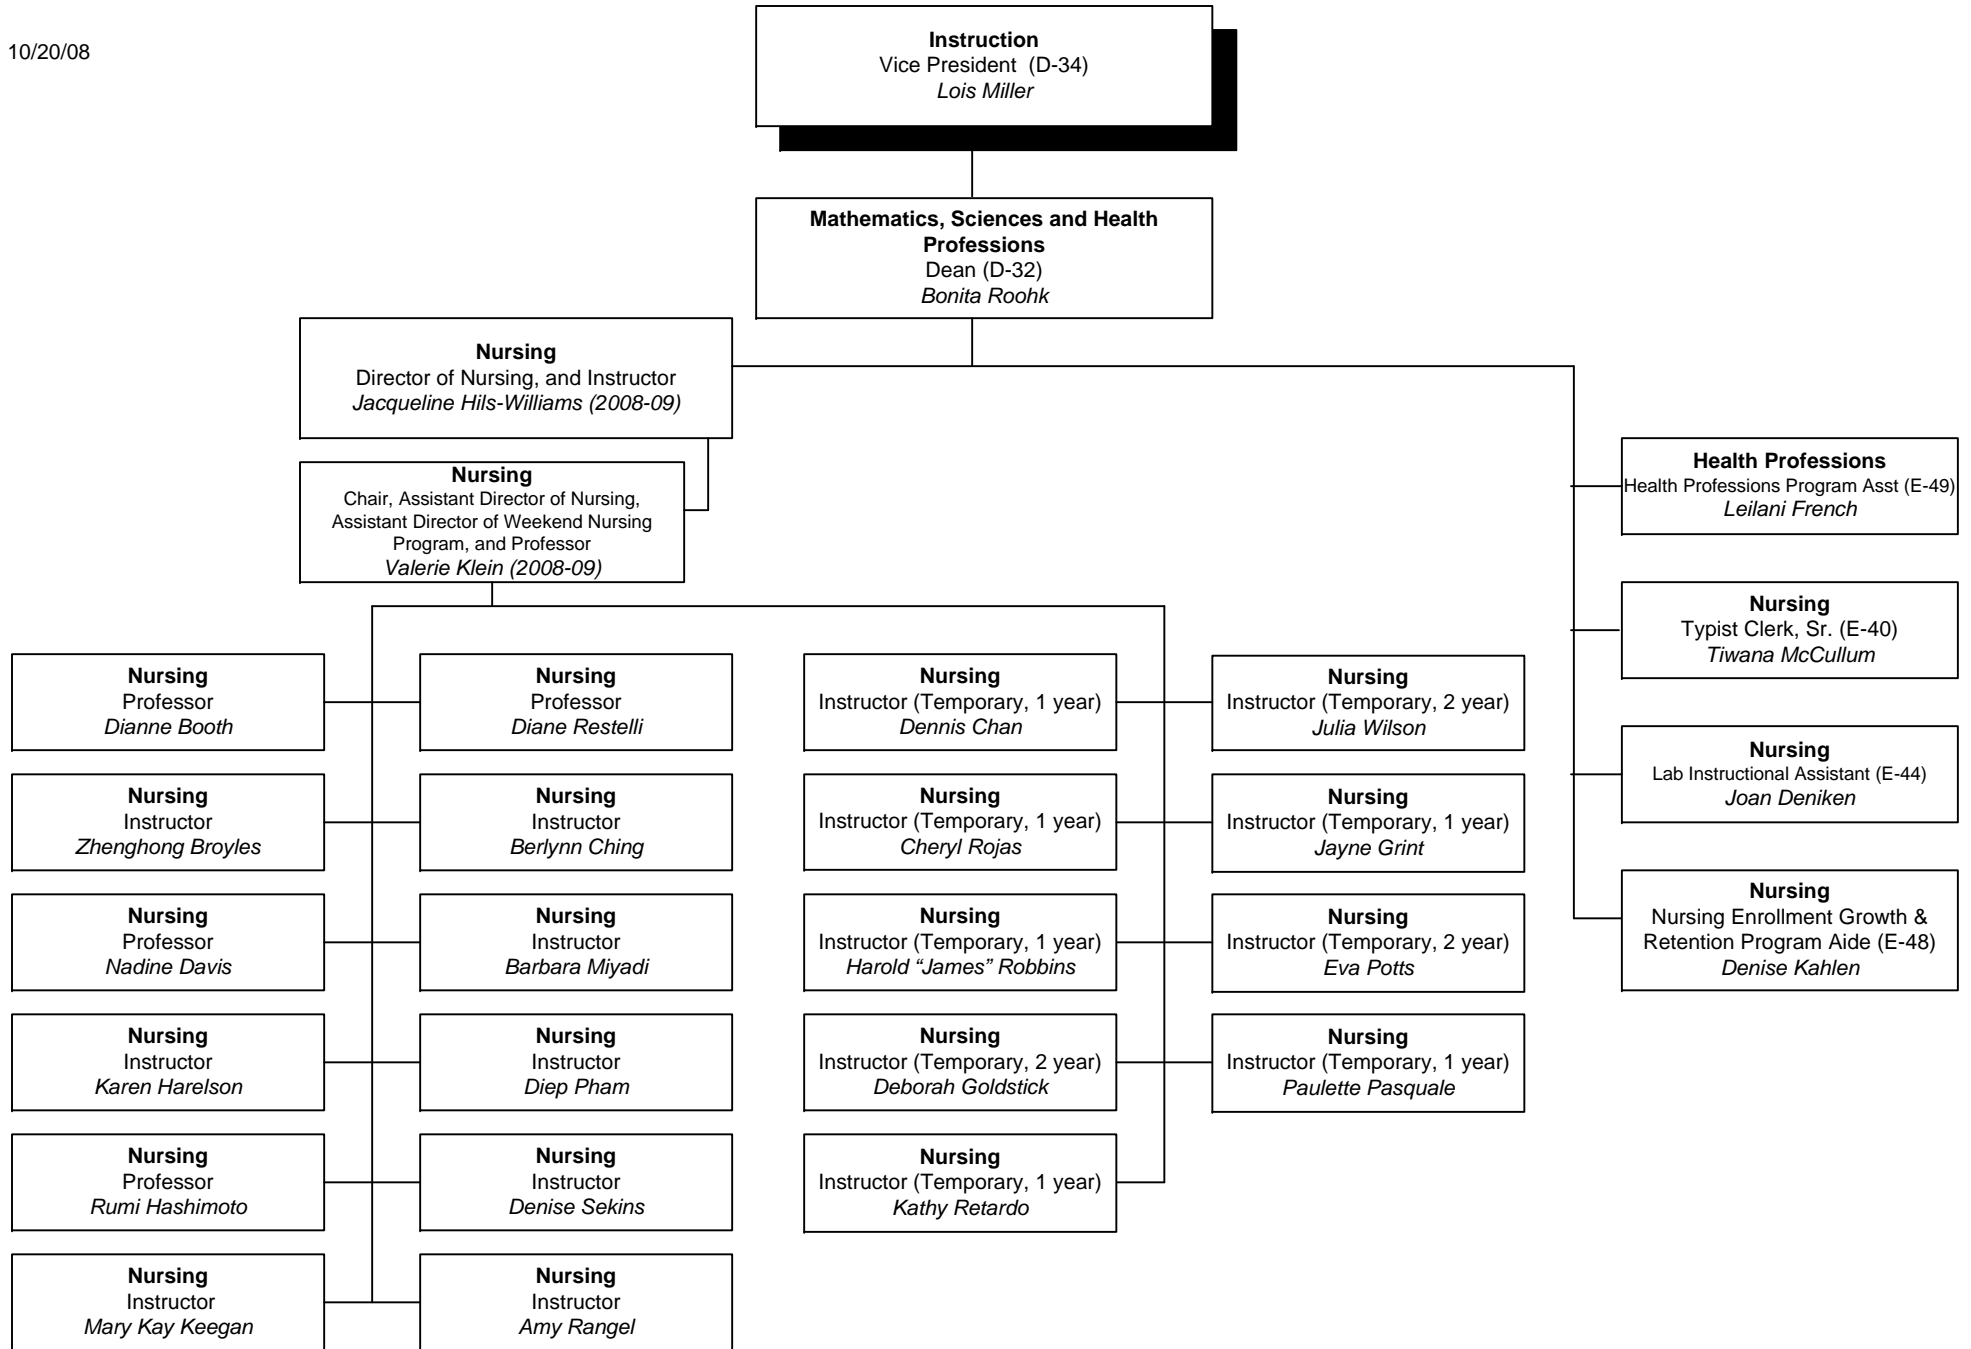 10/20/08
Instruction
Vice President (D-34)
Lois Miller
Mathematics, Sciences and Health
Professions
Dean (D-32)
Bonita Roohk
Nursing
Director of Nursing, and Instructor
Jacqueline Hils-Williams (2008-09)
Nursing
Chair, Assistant Director of Nursing,
Assistant Director of Weekend Nursing
Program, and Professor
Valerie Klein (2008-09)
Health Professions
Health Professions Program Asst (E-49)
Leilani French
Nursing
Typist Clerk, Sr. (E-40)
Tiwana McCullum
Nursing
Lab Instructional Assistant (E-44)
Joan Deniken
Nursing
Nursing Enrollment Growth &
Retention Program Aide (E-48)
Denise Kahlen
Nursing
Professor
Dianne Booth
Nursing
Professor
Diane Restelli
Nursing
Instructor (Temporary, 1 year)
Dennis Chan
Nursing
Instructor (Temporary, 2 year)
Julia Wilson
Nursing
Instructor
Zhenghong Broyles
Nursing
Instructor
Berlynn Ching
Nursing
Instructor (Temporary, 1 year)
Cheryl Rojas
Nursing
Instructor (Temporary, 1 year)
Jayne Grint
Nursing
Professor
Nadine Davis
Nursing
Instructor
Barbara Miyadi
Nursing
Instructor (Temporary, 1 year)
Harold “James” Robbins
Nursing
Instructor (Temporary, 2 year)
Eva Potts
Nursing
Instructor
Karen Harelson
Nursing
Instructor
Diep Pham
Nursing
Instructor (Temporary, 2 year)
Deborah Goldstick
Nursing
Instructor (Temporary, 1 year)
Paulette Pasquale
Nursing
Professor
Rumi Hashimoto
Nursing
Instructor
Denise Sekins
Nursing
Instructor (Temporary, 1 year)
Kathy Retardo
Nursing
Instructor
Mary Kay Keegan
Nursing
Instructor
Amy Rangel